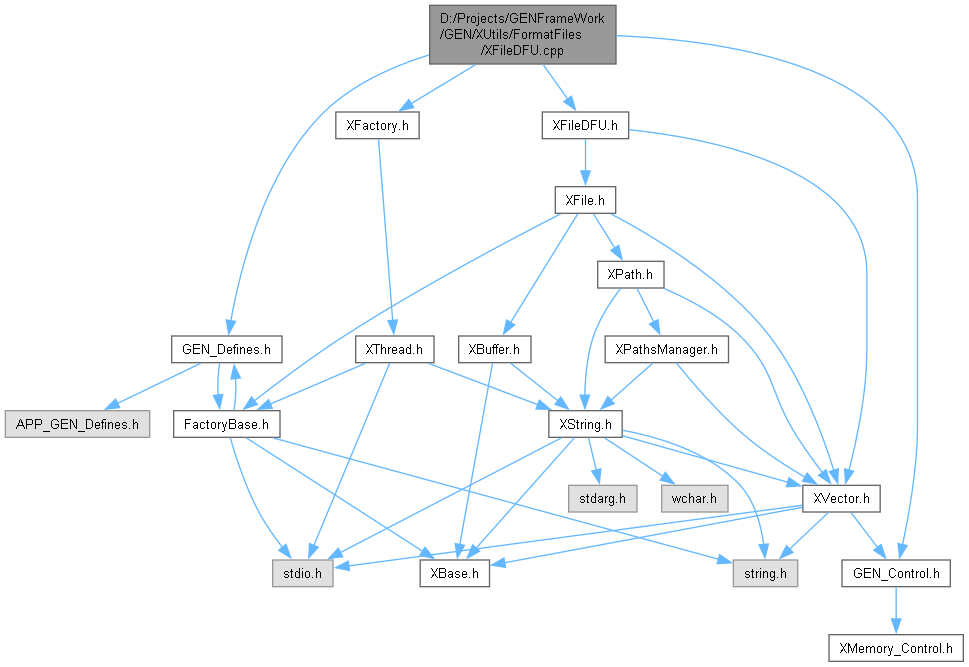 D:/Projects/GENFrameWork
/GEN/XUtils/FormatFiles
/XFileDFU.cpp
XFactory.h
XFileDFU.h
XFile.h
XPath.h
GEN_Defines.h
XThread.h
XBuffer.h
XPathsManager.h
APP_GEN_Defines.h
FactoryBase.h
XString.h
stdarg.h
wchar.h
XVector.h
stdio.h
XBase.h
string.h
GEN_Control.h
XMemory_Control.h